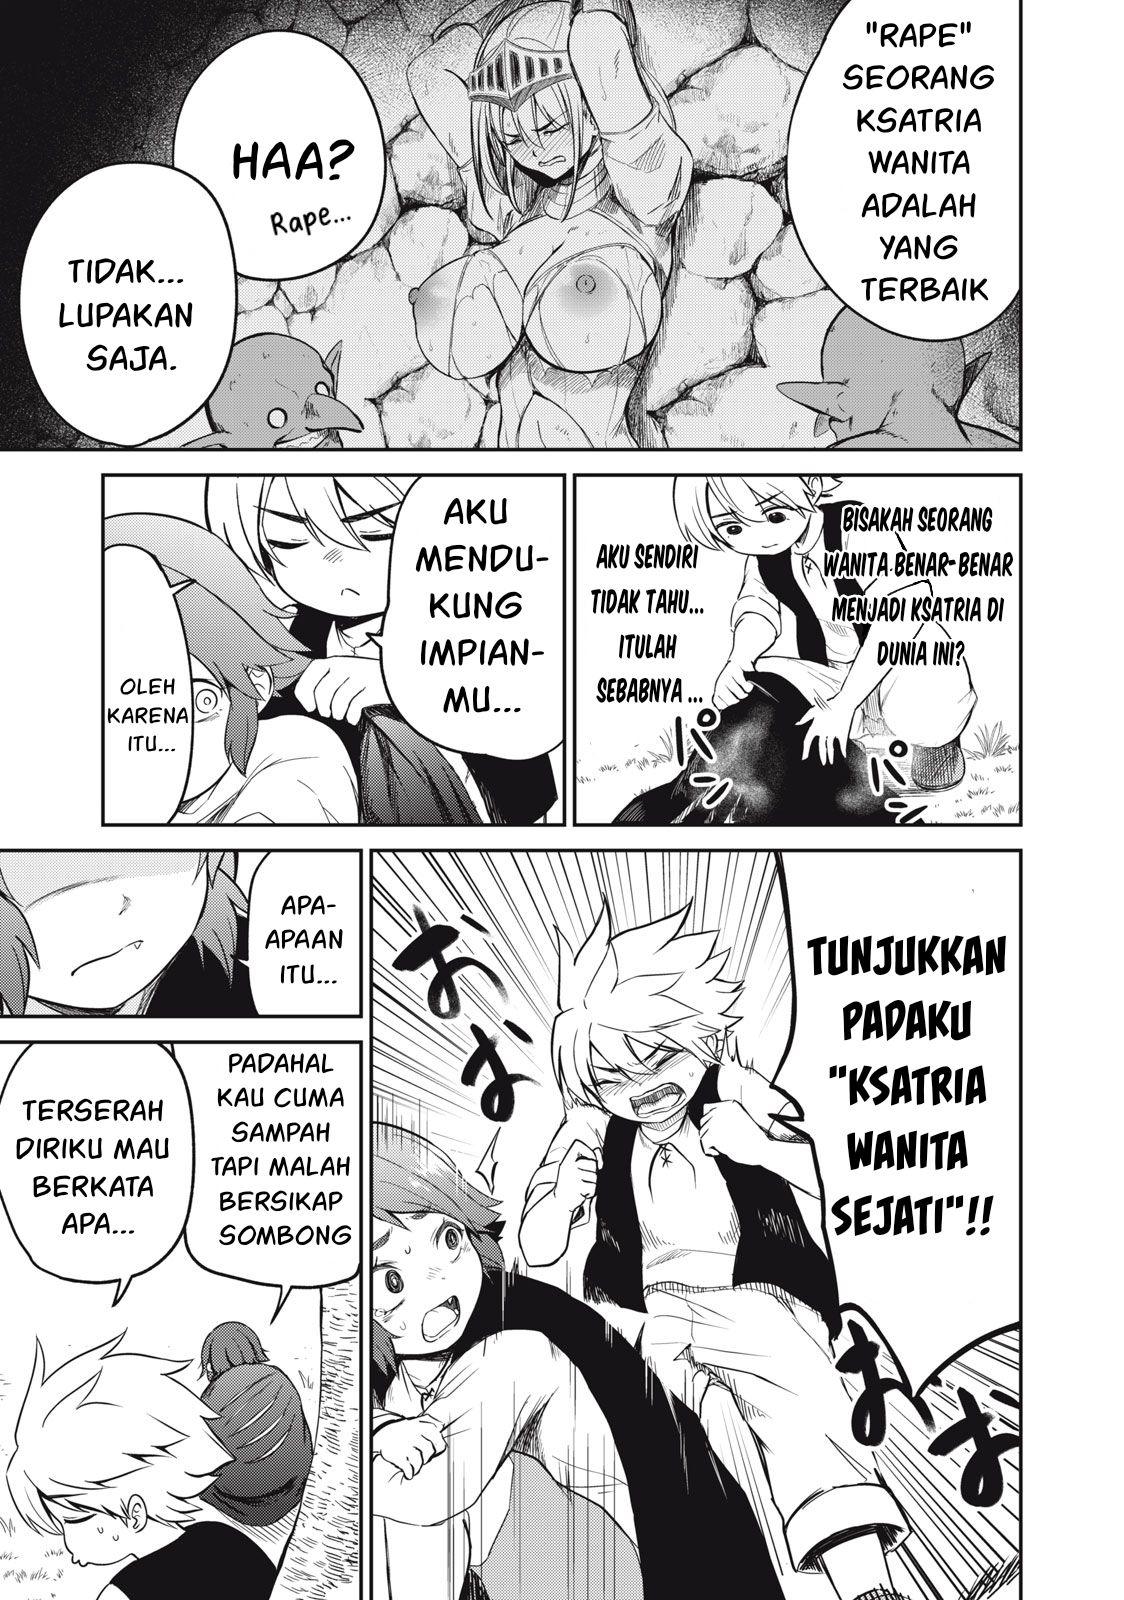 "RAPE"
SEORANG
KSATRIA
WANITA
ADALAH
YANG
TERBAIK
HAA?
Rape...
TIDAK...
LUPAKAN
SAJA.
BISAKAH SEORANG
WANITA BENAR-BENAR
MENJADI KSATRIA DI
DUNIA INI?
AKU SENDIRI
TIDAK TAHU...
ITULAH
SEBABNYA ...
パン
パン
AKU
MENDU-
KUNG
IMPIAN-
MU...
OLEH
KARENA
ITU...
TUNJUKKAN
PADAKU
"KSATRIA
WANITA
SEJATI"!!
おお
おお
APA-
APAAN
ITU...
PADAHAL
KAU CUMA
SAMPAH
TAPI MALAH
BERSIKAP
SOMBONG
TERSERAH
DIRIKU MAU
BERKATA
APA...